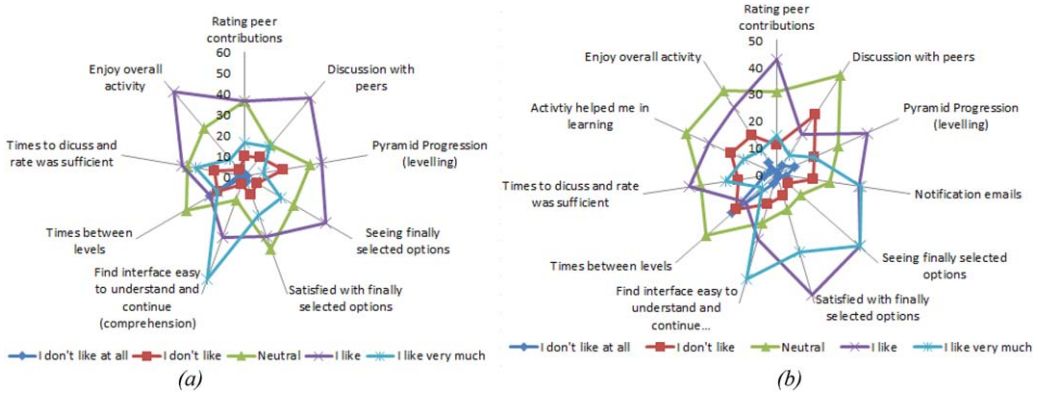 Rating peer
contributions
60
50
40
30
20
10
0
Discussion with
peers
Pyramid Progression
(levelling)
Seeing finally
selected options
Satisfied with finally
selected options
Find interface easy
to understand and
continue
(comprehension)
Times between
levels
Times to dicuss and
rate was sufficient
Enjoy overall
activity
I don't like at all
I don't like
Neutral
I like
I like very much
(a)
Rating peer
contributions
50
40
30
20
10
0
Discussion with peers
Pyramid Progression
(levelling)
Notification emails
Seeing finally selected
options
Satisfied with finally
selected options
Find interface easy to
understand and
continue...
Times between levels
Times to dicuss and rate
was sufficient
Activtiy helped me in
learning
Enjoy overall activity
I don't like at all
I don't like
Neutral
I like
I like very much
(b)